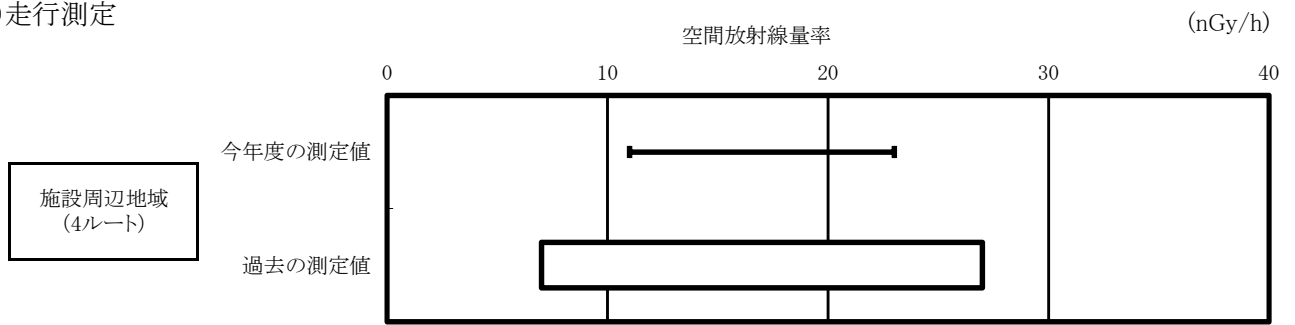 走行測定
(nGy/h)
空間放射線量率
0 10 20 30 40
今年度の測定値
施設周辺地域
(4ルート)
過去の測定値